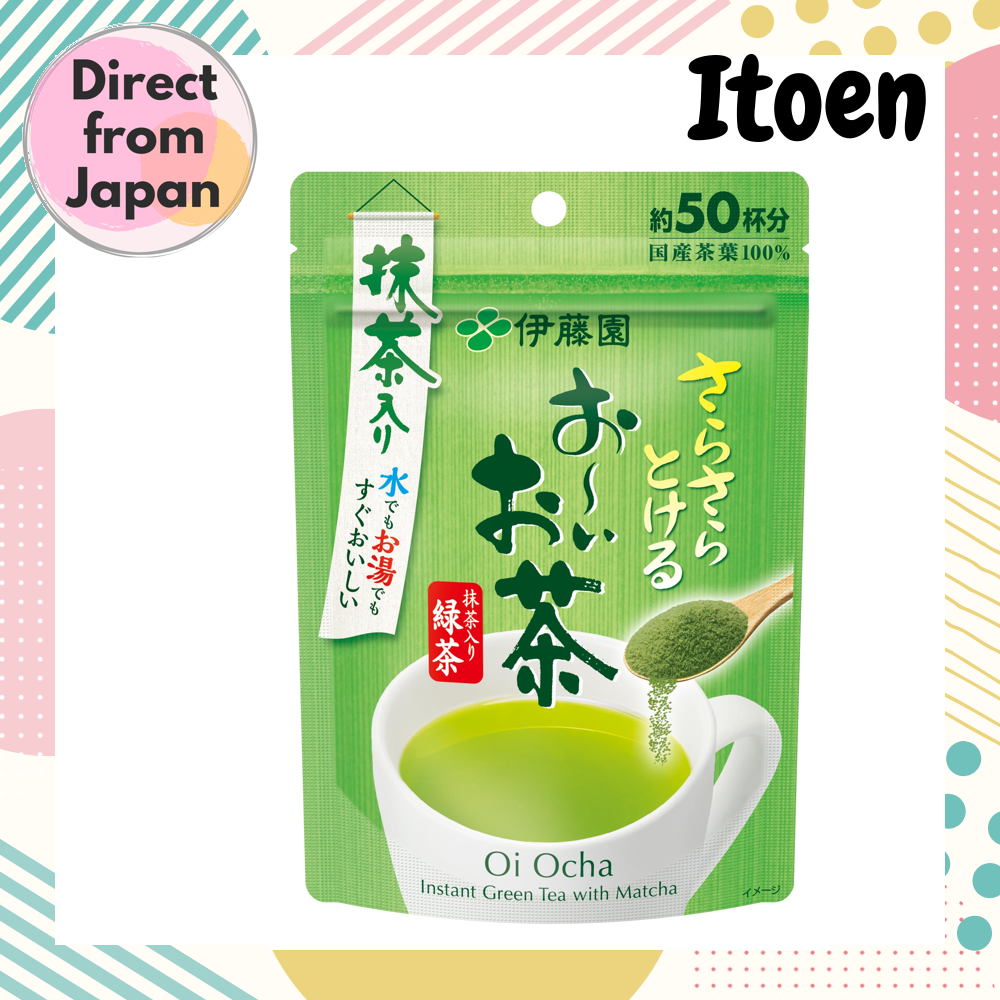 Direct
from
Japan
Itoen
約50杯分
国産茶葉100%
抹茶入り
水でも
お湯でも
すぐおいしい
伊藤園
さらさら
とける
お～い
お茶
抹茶入り
緑茶
Oi Ocha
Instant Green Tea with Matcha
イメージ